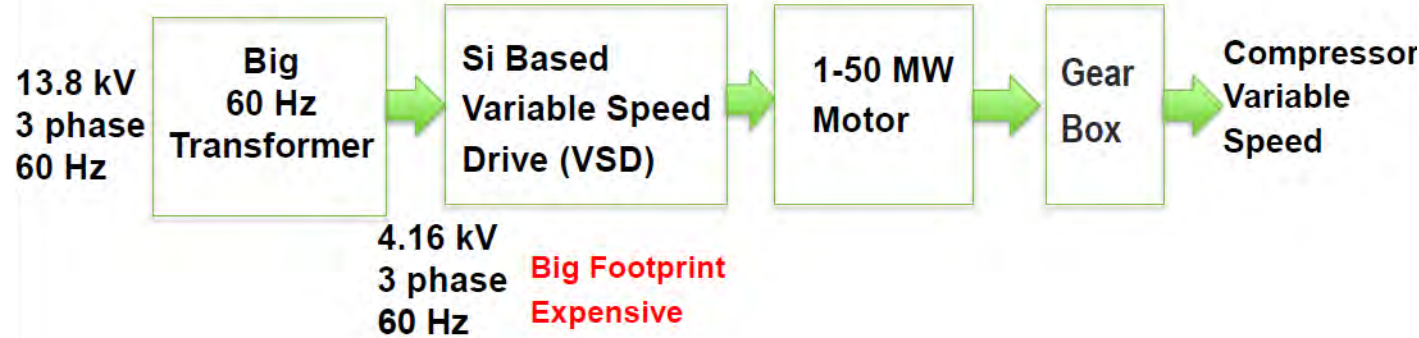 13.8 kV
3 phase
60 Hz
Big
60 Hz
Transformer
4.16 kV
3 phase
60 Hz
Si Based
Variable Speed
Drive (VSD)
Big Footprint
Expensive
1-50 MW
Motor
Gear
Box
Compressor
Variable
Speed